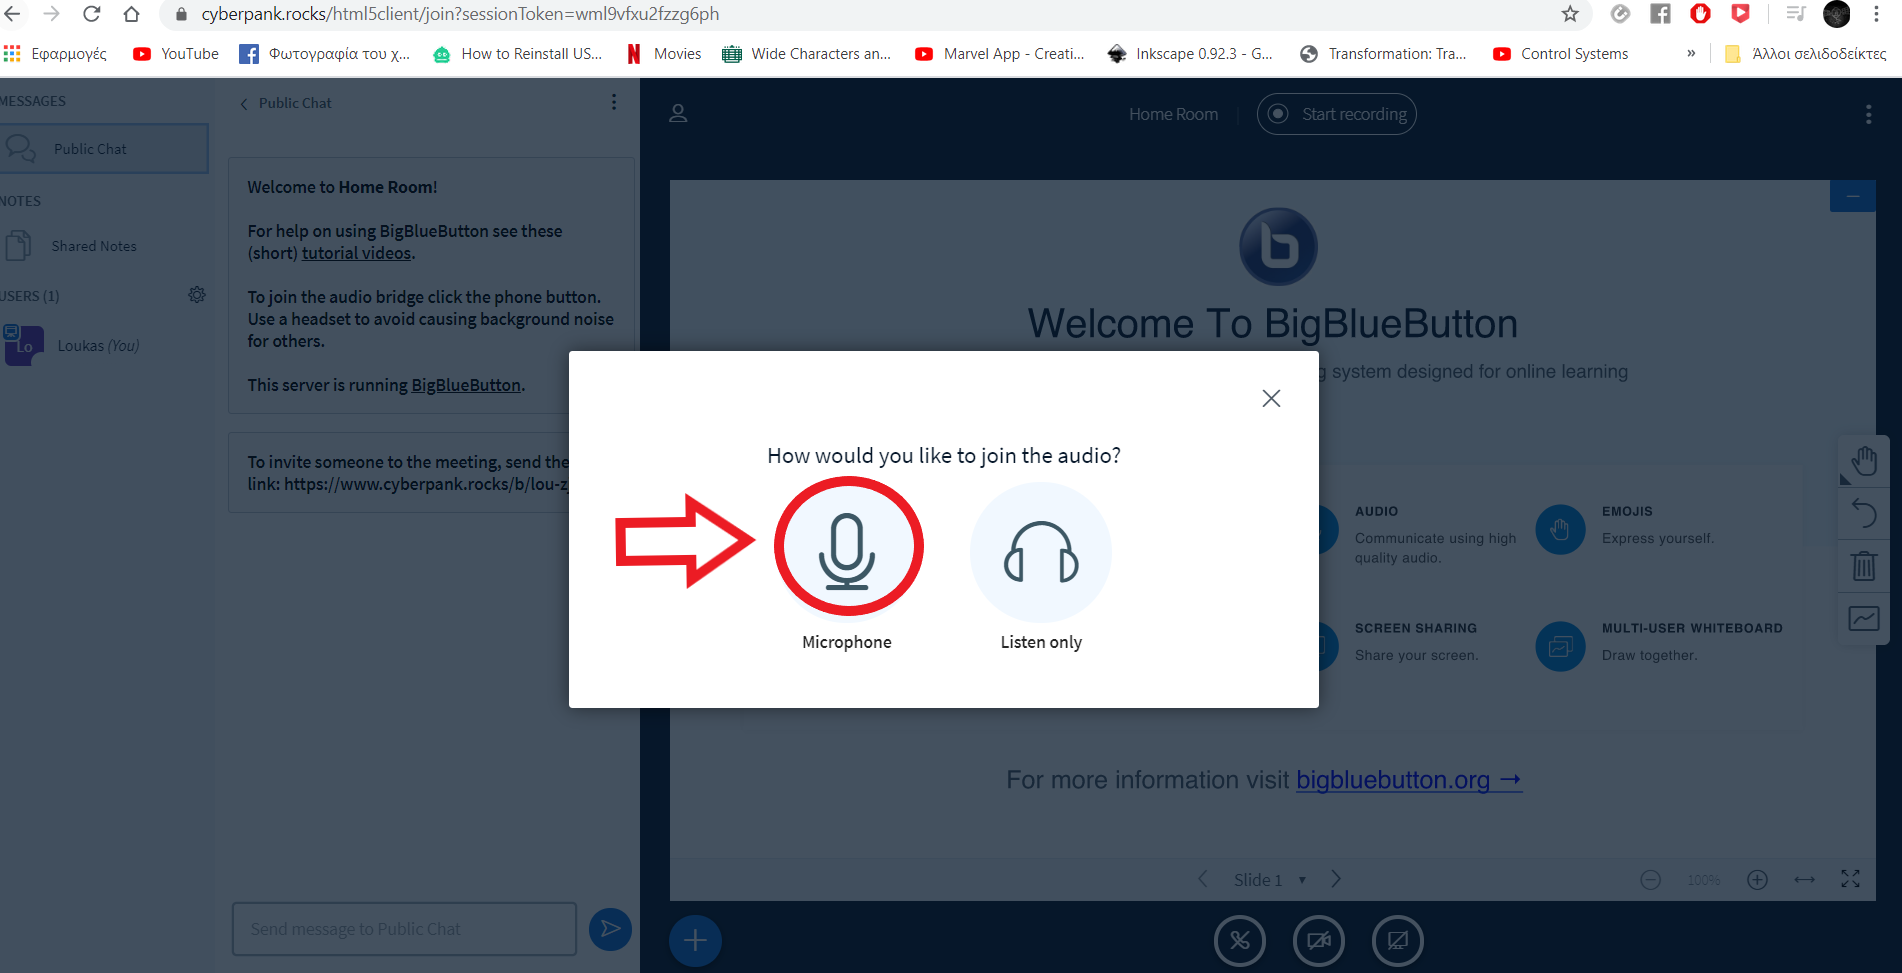 cyberpank.rocks/html5client/join?sessionToken=wml9vfxu2fzzg6ph
Εφαρμογές
YouTube
Φωτογραφία του χ...
How to Reinstall US...
Movies
Wide Characters an...
Marvel App - Creati...
Inkscape 0.92.3 - G...
Transformation: Tra...
Control Systems
»
Άλλοι σελιδοδείκτες
MESSAGES
Public Chat
NOTES
Shared Notes
USERS (1)
Lo
Loukas (You)
Public Chat
Welcome to Home Room!
For help on using BigBlueButton see these
(short) tutorial videos.
To join the audio bridge click the phone button.
Use a headset to avoid causing background noise
for others.
This server is running BigBlueButton.
To invite someone to the meeting, send the
link: https://www.cyberpank.rocks/b/lou-z
Send message to Public Chat
Home Room
Start recording
Welcome To BigBlueButton
g system designed for online learning
How would you like to join the audio?
Microphone
Listen only
AUDIO
Communicate using high
quality audio.
EMOJIS
Express yourself.
SCREEN SHARING
Share your screen.
MULTI-USER WHITEBOARD
Draw together.
For more information visit bigbluebutton.org →
Slide 1
100%